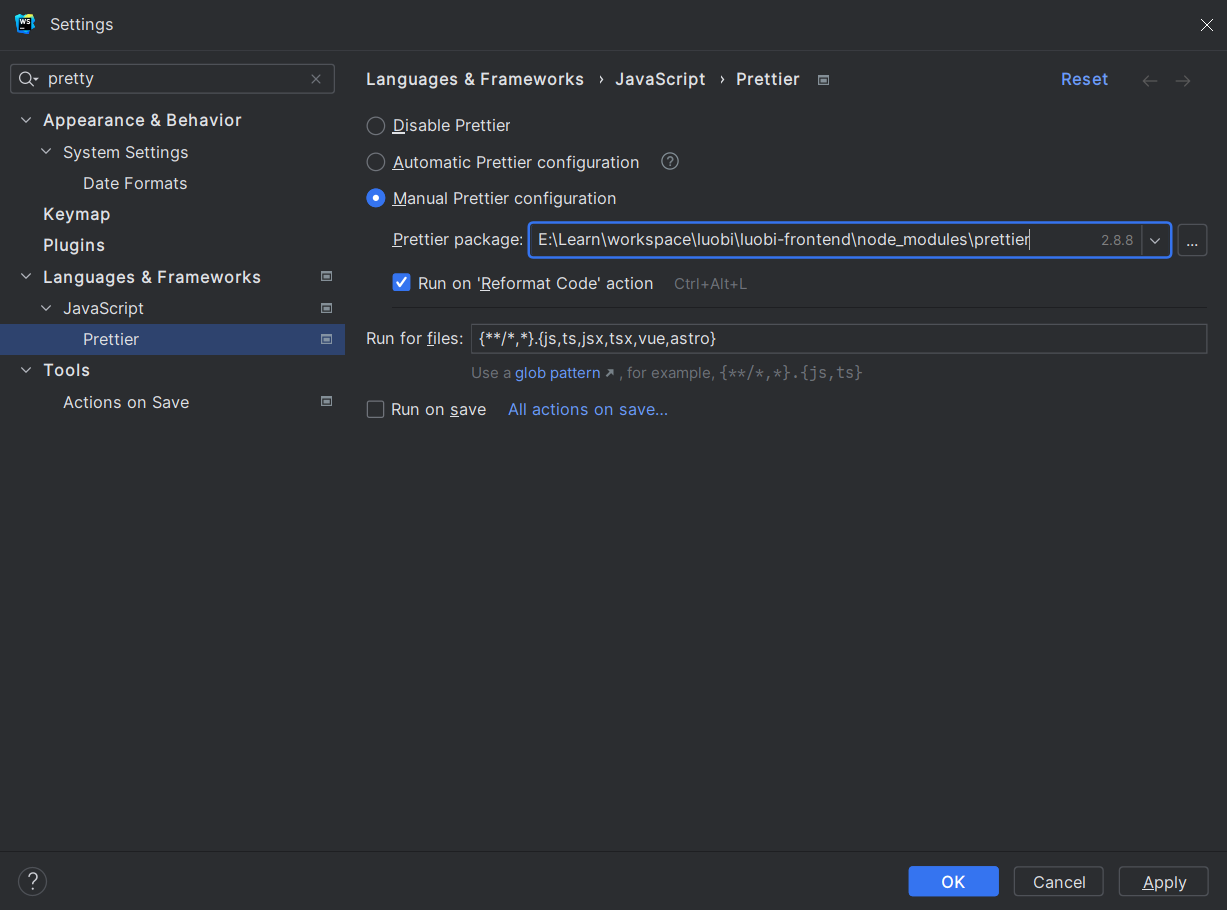 WS
Settings
pretty
Appearance & Behavior
System Settings
Date Formats
Keymap
Plugins
Languages & Frameworks
JavaScript
Prettier
Tools
Actions on Save
Languages & Frameworks › JavaScript › Prettier
Reset
Disable Prettier
Automatic Prettier configuration ?
Manual Prettier configuration
Prettier package: E:\Learn\workspace\luobi\luobi-frontend\node_modules\prettier 2.8.8 ...
Run on 'Reformat Code' action Ctrl+Alt+L
Run for files: {**/*,*}.{js,ts,jsx,tsx,vue,astro}
Use a glob pattern ↗ , for example, {**/*,*}.{js,ts}
Run on save All actions on save...
? OK Cancel Apply